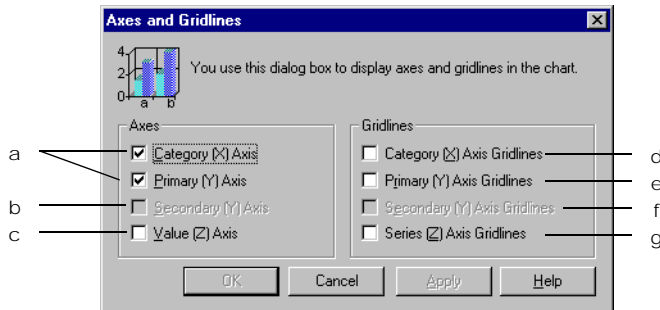 Axes and Gridlines
4
2
0
a b
You use this dialog box to display axes and gridlines in the chart.
Axes
Gridlines
a
Category (X) Axis
Primary (Y) Axis
b
Secondary (Y) Axis
c
Value (Z) Axis
Category (X) Axis Gridlines
d
Primary (Y) Axis Gridlines
e
Secondary (Y) Axis Gridlines
f
Series (Z) Axis Gridlines
g
OK
Cancel
Apply
Help